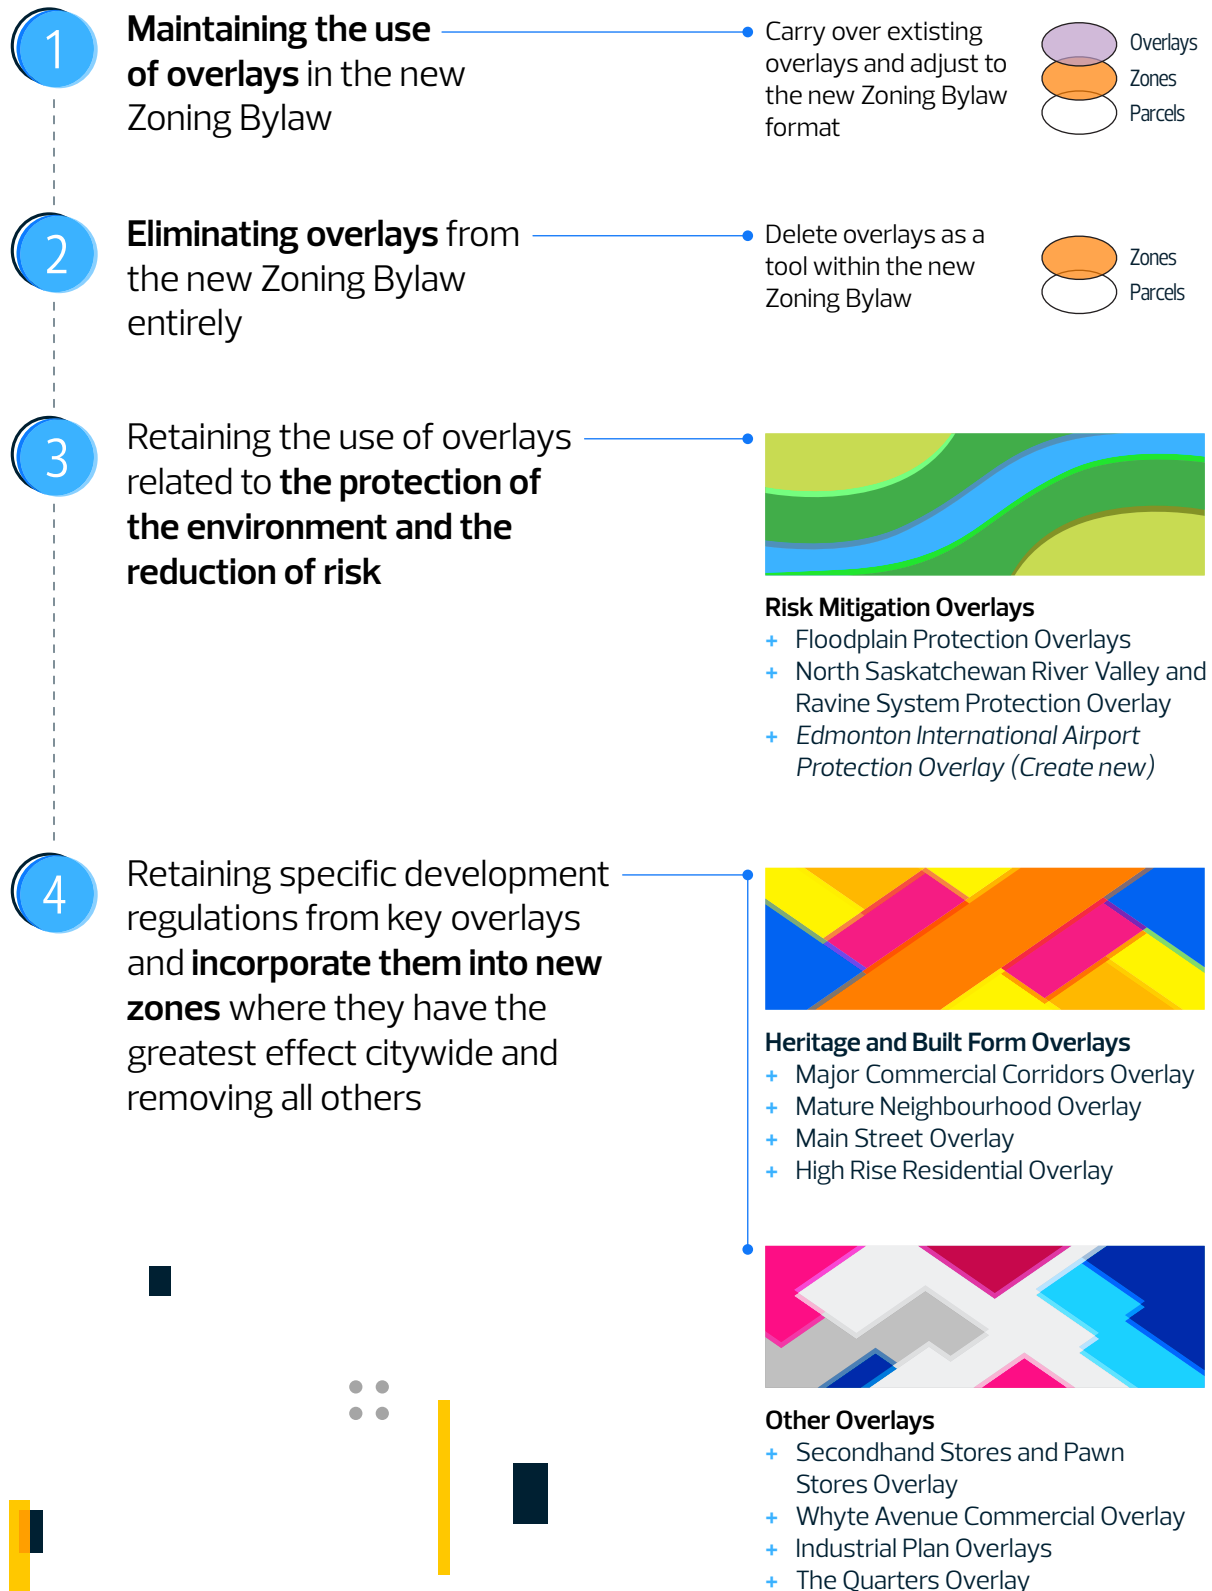 1
Maintaining the use
of overlays in the new
Zoning Bylaw
Carry over extisting
overlays and adjust to
the new Zoning Bylaw
format
Overlays
Zones
Parcels
2
Eliminating overlays from
the new Zoning Bylaw
entirely
Delete overlays as a
tool within the new
Zoning Bylaw
Zones
Parcels
3
Retaining the use of overlays
related to the protection of
the environment and the
reduction of risk
Risk Mitigation Overlays
+ Floodplain Protection Overlays
+ North Saskatchewan River Valley and
Ravine System Protection Overlay
+ Edmonton International Airport
Protection Overlay (Create new)
4
Retaining specific development
regulations from key overlays
and incorporate them into new
zones where they have the
greatest effect citywide and
removing all others
Heritage and Built Form Overlays
+ Major Commercial Corridors Overlay
+ Mature Neighbourhood Overlay
+ Main Street Overlay
+ High Rise Residential Overlay
Other Overlays
+ Secondhand Stores and Pawn
Stores Overlay
+ Whyte Avenue Commercial Overlay
+ Industrial Plan Overlays
+ The Quarters Overlay